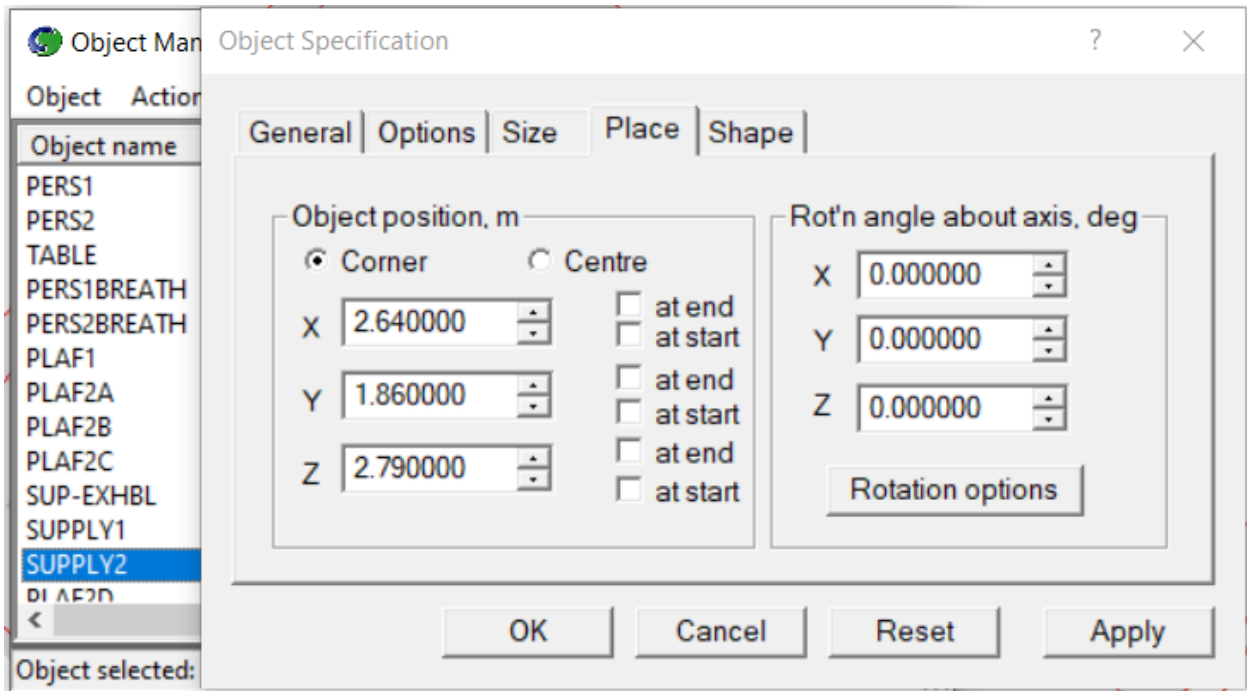 Object Man
Object Action
Object name
PERS1
PERS2
TABLE
PERS1BREATH
PERS2BREATH
PLAF1
PLAF2A
PLAF2B
PLAF2C
SUP-EXHBL
SUPPLY1
SUPPLY2
PLAF2D
Object selected:
Object Specification
General Options Size Place Shape
Object position, m
Corner Centre
X 2.640000 at end
at start
Y 1.860000 at end
at start
Z 2.790000 at end
at start
Rot'n angle about axis, deg
X 0.000000
Y 0.000000
Z 0.000000
Rotation options
OK Cancel Reset Apply